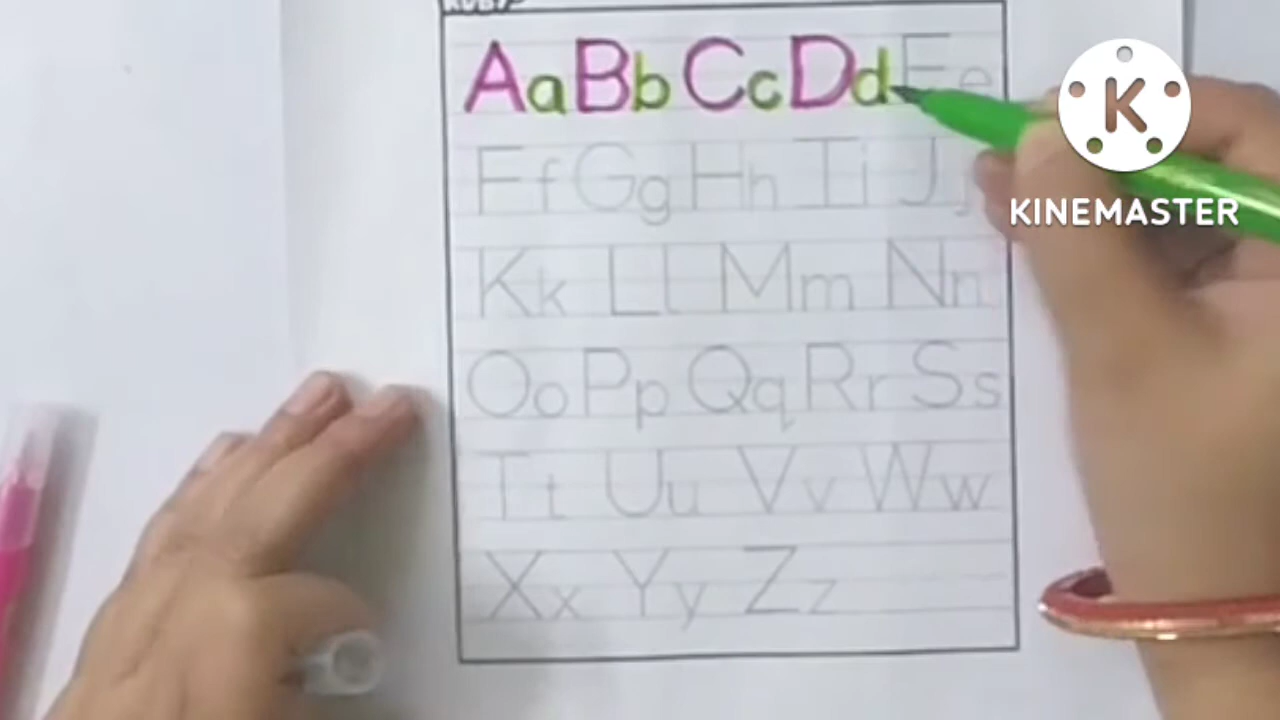 RUBY
Aa Bb Cc Dd Ee
Ff Gg Hh Ii Jj
Kk Ll Mm Nn
Oo Pp Qq Rr Ss
Tt Uu Vv Ww
Xx Yy Zz
K
KINEMASTER